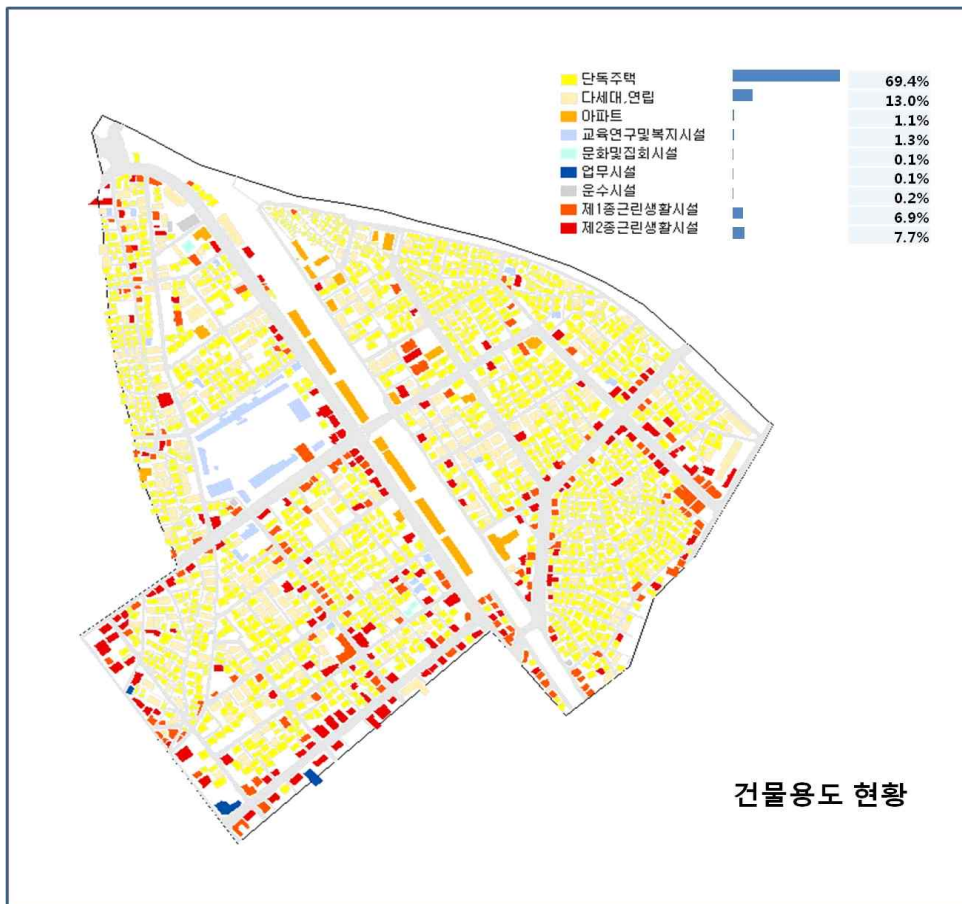 단독주택 69.4%
다세대,연립 13.0%
아파트 1.1%
교육연구및복지시설 1.3%
문화및집회시설 0.1%
업무시설 0.1%
운수시설 0.2%
제1종근린생활시설 6.9%
제2종근린생활시설 7.7%
건물용도 현황